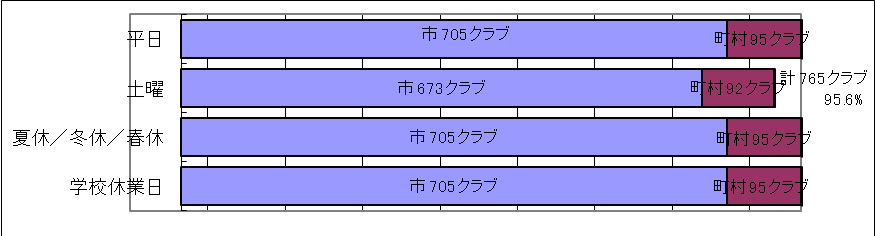 平日
市 705クラブ
町村95クラブ
土曜
市 673クラブ
町村92クラブ
計 765クラブ
95.6%
夏休／冬休／春休
市 705クラブ
町村95クラブ
学校休業日
市 705クラブ
町村95クラブ